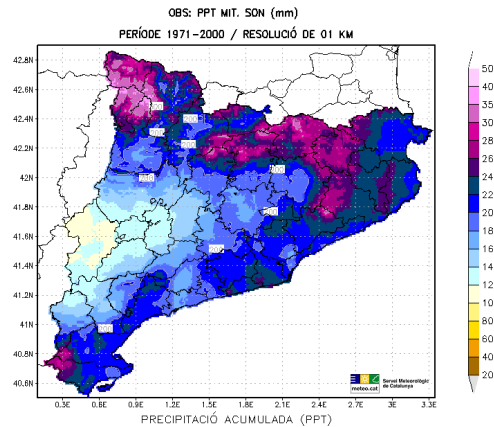 OBS: PPT MIT. SON (mm)
PERÍODE 1971-2000 / RESOLUCIÓ DE 01 KM
42.8N
42.6N
42.4N
42.2N
42N
41.8N
41.6N
41.4N
41.2N
41N
40.8N
40.6N
0.3E 0.6E 0.9E 1.2E 1.5E 1.8E 2.1E 2.4E 2.7E 3E 3.3E
50
40
32
30
28
26
24
22
20
18
16
14
12
10
80
60
40
20
meteo.cat
Servei Meteorològic
de Catalunya
PRECIPITACIÓ ACUMULADA (PPT)